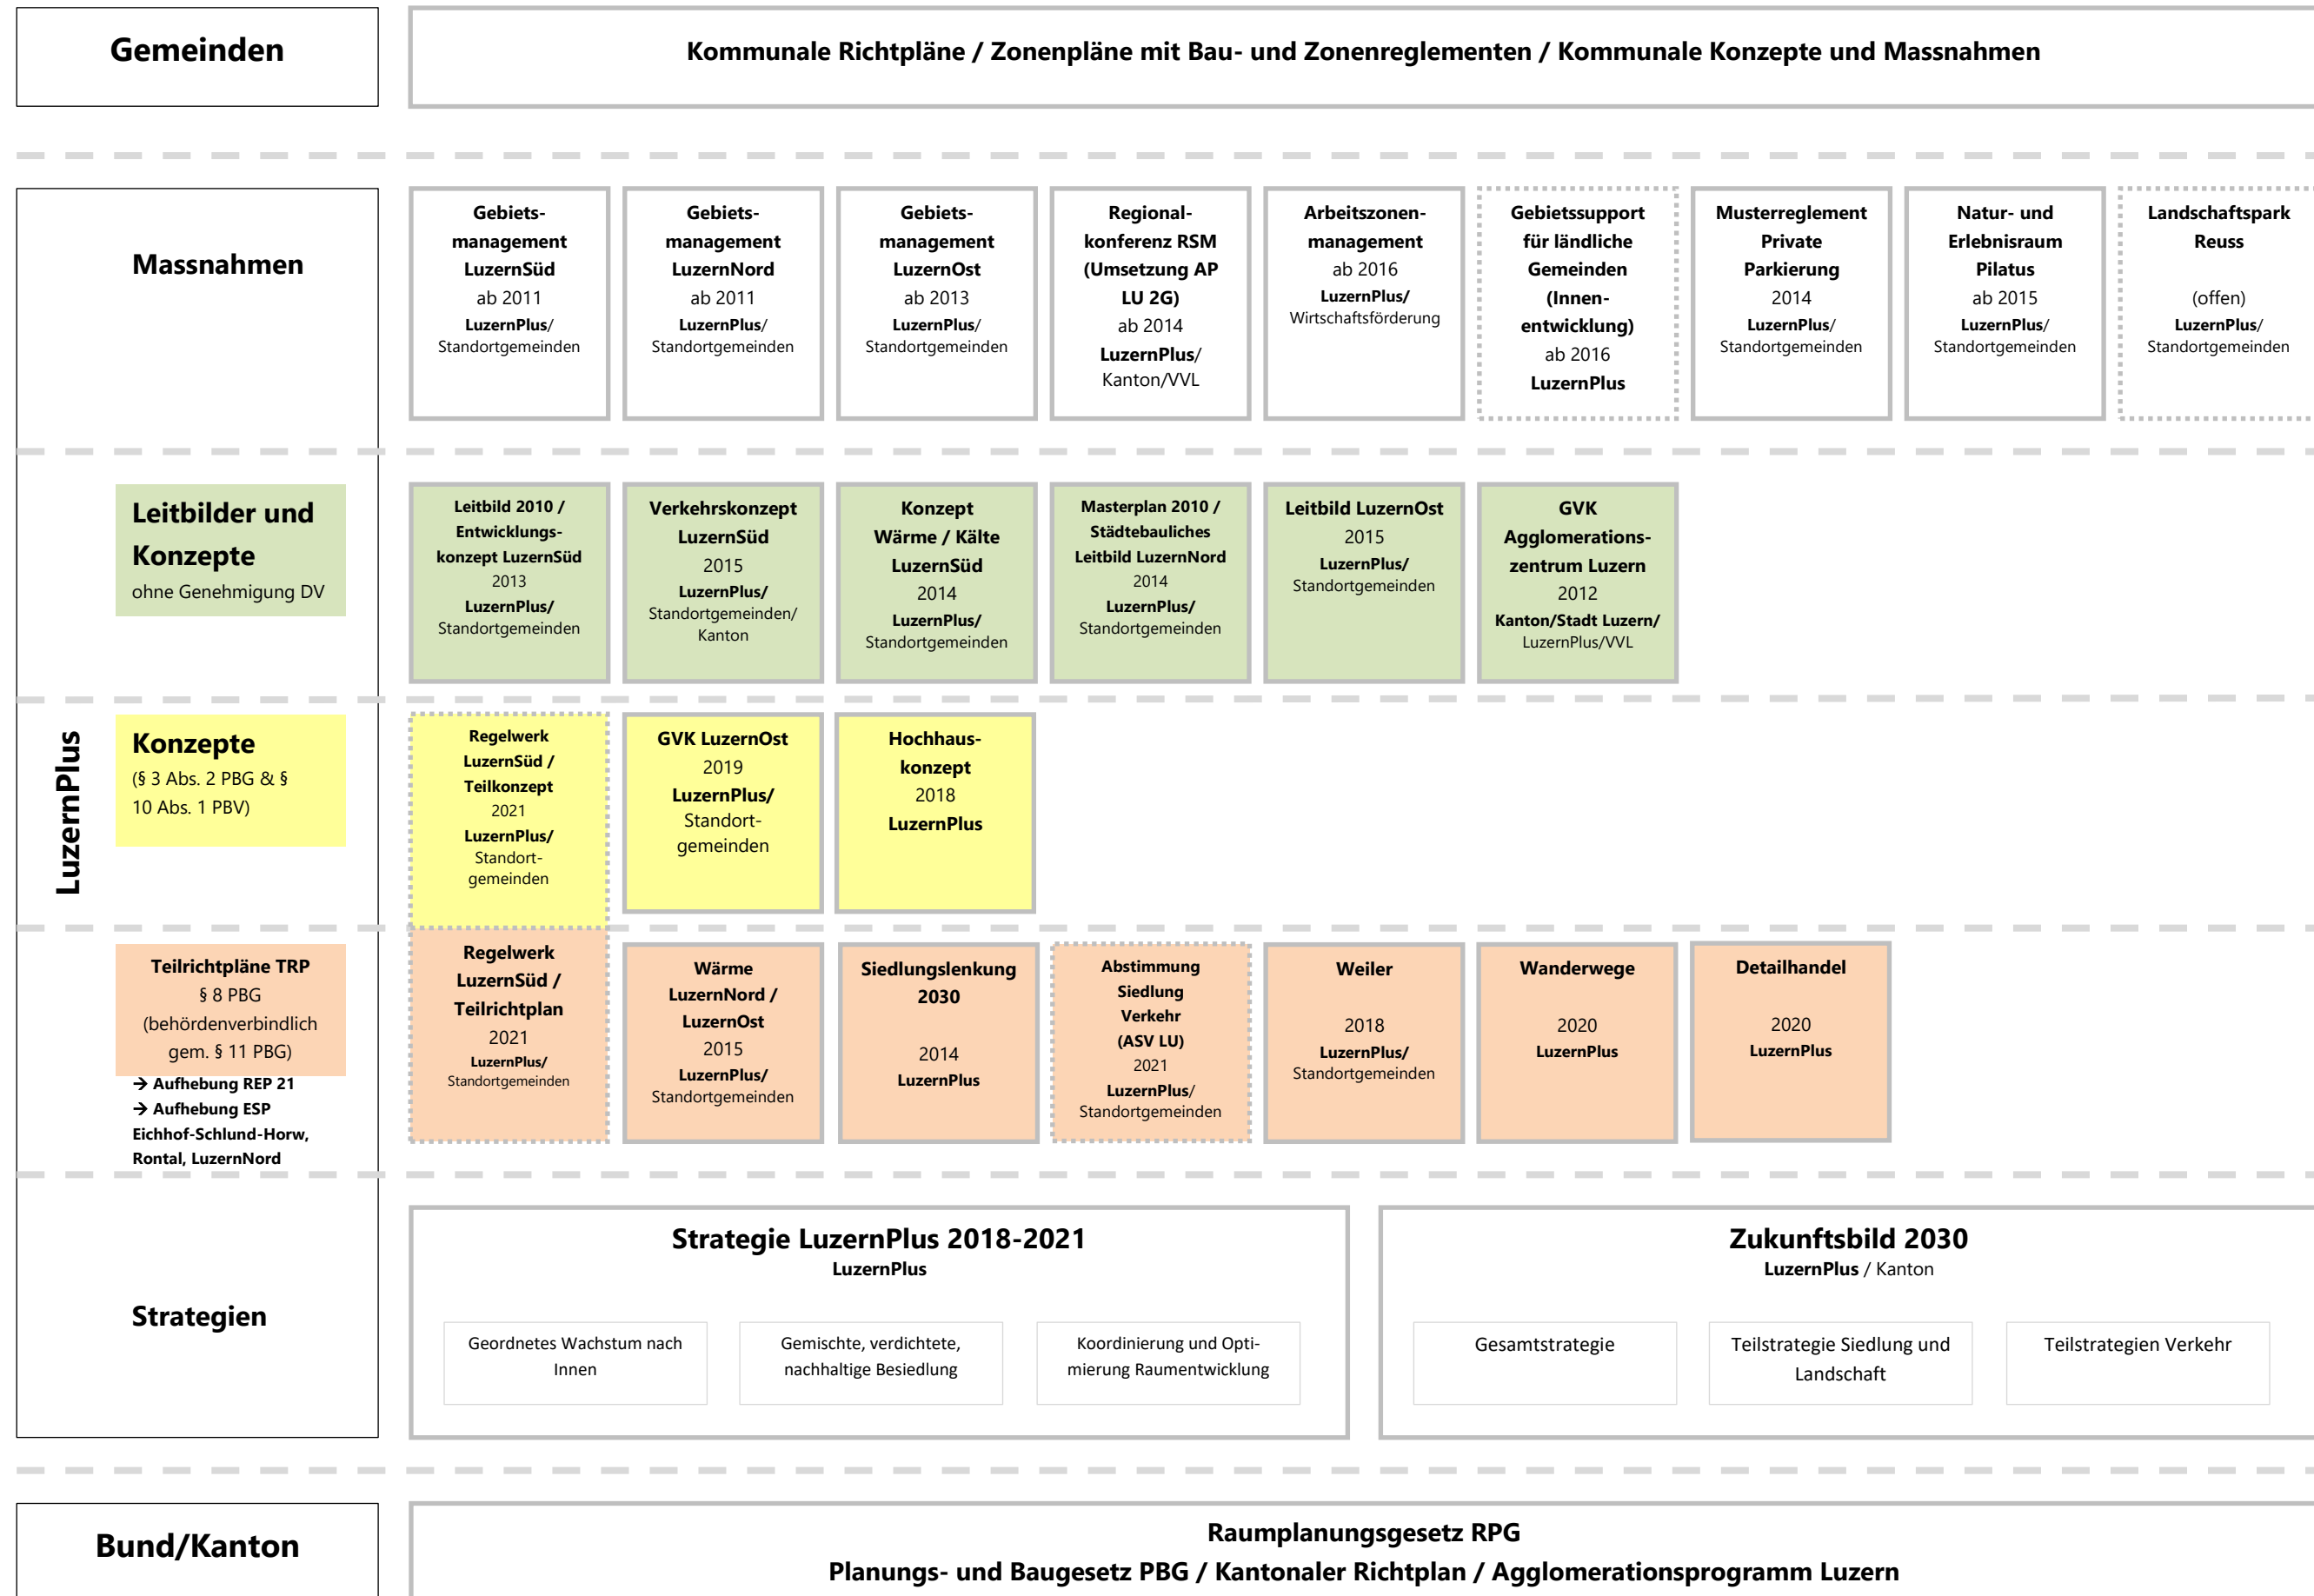 Gemeinden
Kommunale Richtpläne / Zonenpläne mit Bau- und Zonenreglementen / Kommunale Konzepte und Massnahmen
LuzernPlus
Massnahmen
Gebiets-
management
LuzernSüd
ab 2011
LuzernPlus/
Standortgemeinden
Gebiets-
management
LuzernNord
ab 2011
LuzernPlus/
Standortgemeinden
Gebiets-
management
LuzernOst
ab 2013
LuzernPlus/
Standortgemeinden
Regional-
konferenz RSM
(Umsetzung AP
LU 2G)
ab 2014
LuzernPlus/
Kanton/VVL
Arbeitszonen-
management
ab 2016
LuzernPlus/
Wirtschaftsförderung
Gebietssupport
für ländliche
Gemeinden
(Innen-
entwicklung)
ab 2016
LuzernPlus
Musterreglement
Private
Parkierung
2014
LuzernPlus/
Standortgemeinden
Natur- und
Erlebnisraum
Pilatus
ab 2015
LuzernPlus/
Standortgemeinden
Landschaftspark
Reuss
(offen)
LuzernPlus/
Standortgemeinden
Leitbilder und
Konzepte
ohne Genehmigung DV
Leitbild 2010 /
Entwicklungs-
konzept LuzernSüd
2013
LuzernPlus/
Standortgemeinden
Verkehrskonzept
LuzernSüd
2015
LuzernPlus/
Standortgemeinden/
Kanton
Konzept
Wärme / Kälte
LuzernSüd
2014
LuzernPlus/
Standortgemeinden
Masterplan 2010 /
Städtebauliches
Leitbild LuzernNord
2014
LuzernPlus/
Standortgemeinden
Leitbild LuzernOst
2015
LuzernPlus/
Standortgemeinden
GVK
Agglomerations-
zentrum Luzern
2012
Kanton/Stadt Luzern/
LuzernPlus/VVL
Konzepte
(§ 3 Abs. 2 PBG & §
10 Abs. 1 PBV)
Regelwerk
LuzernSüd /
Teilkonzept
2021
LuzernPlus/
Standort-
gemeinden
GVK LuzernOst
2019
LuzernPlus/
Standort-
gemeinden
Hochhaus-
konzept
2018
LuzernPlus
Teilrichtpläne TRP
§ 8 PBG
(behördenverbindlich
gem. § 11 PBG)
→ Aufhebung REP 21
→ Aufhebung ESP
Eichhof-Schlund-Horw,
Rontal, LuzernNord
Regelwerk
LuzernSüd /
Teilrichtplan
2021
LuzernPlus/
Standortgemeinden
Wärme
LuzernNord /
LuzernOst
2015
LuzernPlus/
Standortgemeinden
Siedlungslenkung
2030
2014
LuzernPlus
Abstimmung
Siedlung
Verkehr
(ASV LU)
2021
LuzernPlus/
Standortgemeinden
Weiler
2018
LuzernPlus/
Standortgemeinden
Wanderwege
2020
LuzernPlus
Detailhandel
2020
LuzernPlus
Strategien
Strategie LuzernPlus 2018-2021
LuzernPlus
Geordnetes Wachstum nach
Innen
Gemischte, verdichtete,
nachhaltige Besiedlung
Koordinierung und Opti-
mierung Raumentwicklung
Zukunftsbild 2030
LuzernPlus / Kanton
Gesamtstrategie
Teilstrategie Siedlung und
Landschaft
Teilstrategien Verkehr
Bund/Kanton
Raumplanungsgesetz RPG
Planungs- und Baugesetz PBG / Kantonaler Richtplan / Agglomerationsprogramm Luzern